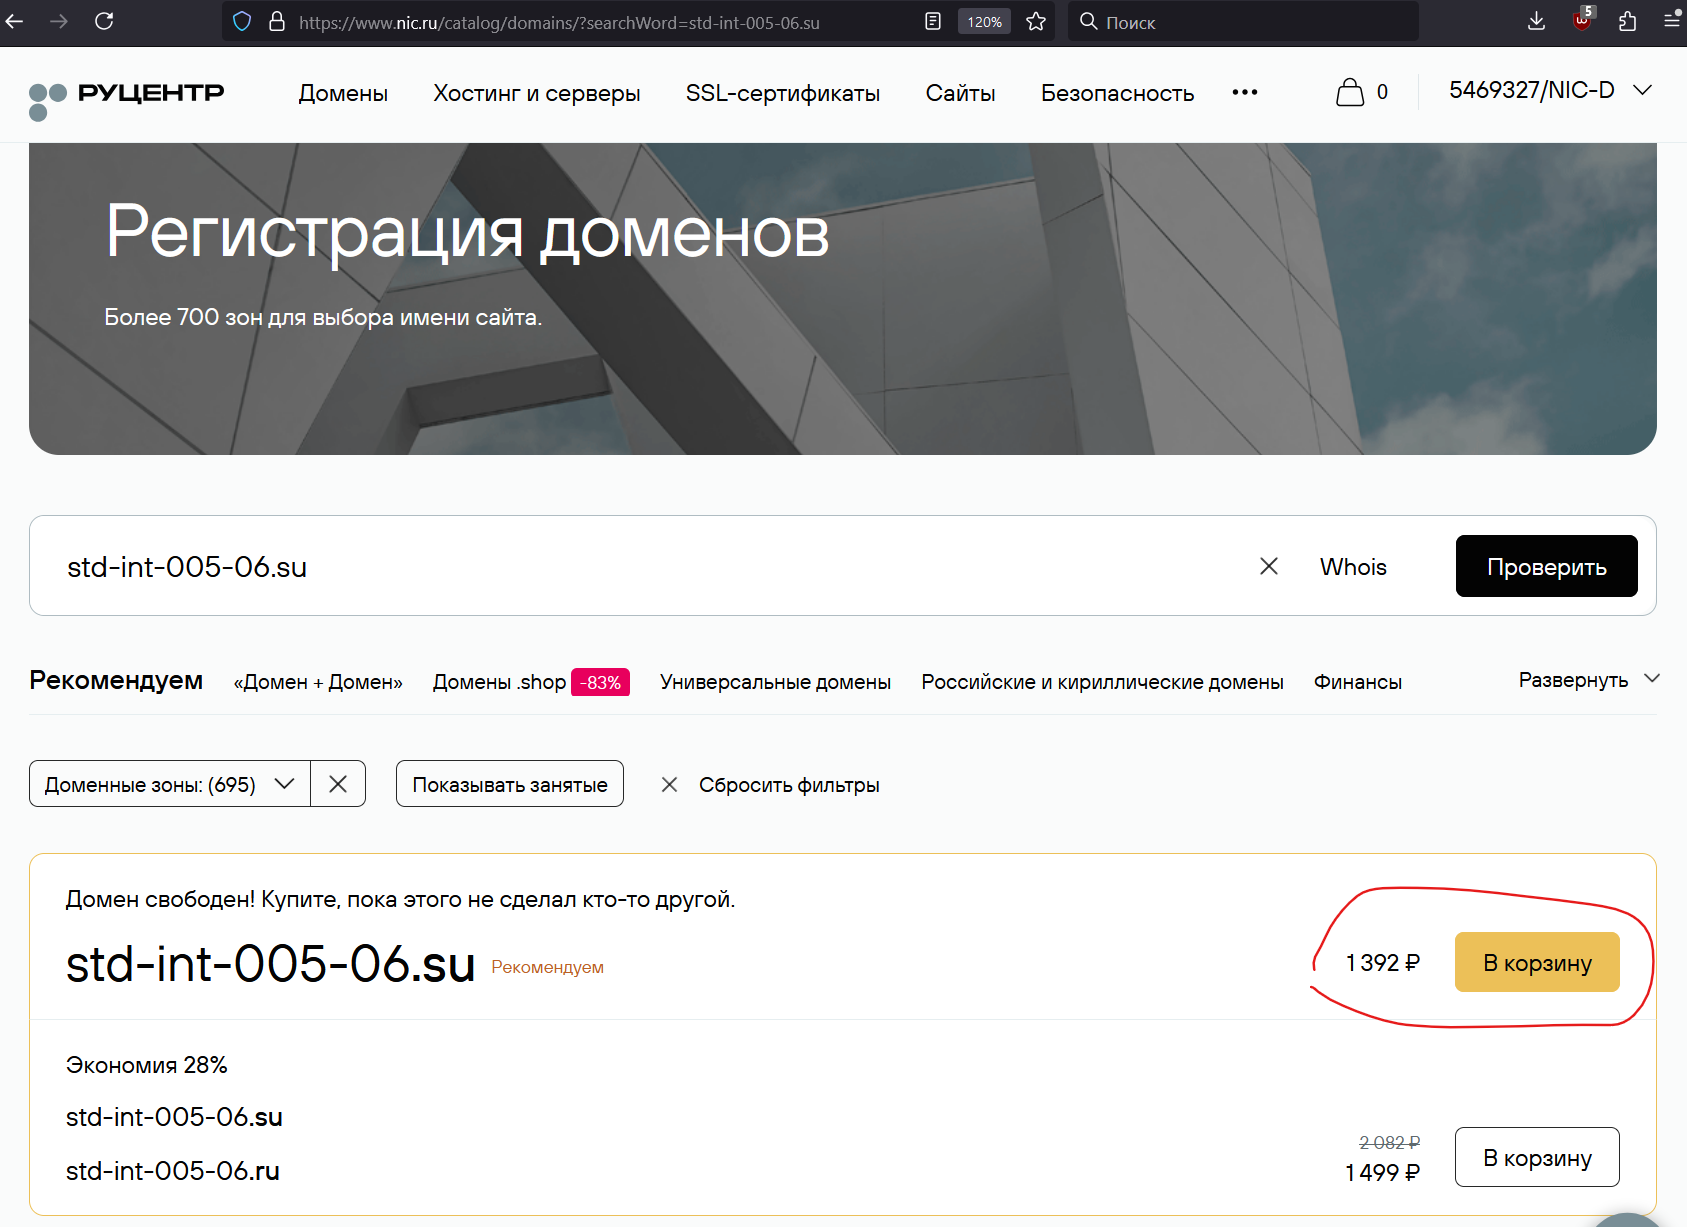 https://www.nic.ru/catalog/domains/?searchWord=std-int-005-06.su
120%
Поиск
5
РУЦЕНТР
Домены
Хостинг и серверы
SSL-сертификаты
Сайты
Безопасность
•••
0
5469327/NIC-D
Регистрация доменов
Более 700 зон для выбора имени сайта.
std-int-005-06.su
Whois
Проверить
Рекомендуем
«Домен + Домен»
Домены .shop -83%
Универсальные домены
Российские и кириллические домены
Финансы
Развернуть
Доменные зоны: (695)
Показывать занятые
Сбросить фильтры
Домен свободен! Купите, пока этого не сделал кто-то другой.
std-int-005-06.su Рекомендуем
1 392 ₽
В корзину
Экономия 28%
std-int-005-06.su
std-int-005-06.ru
2 082 ₽
1 499 ₽
В корзину